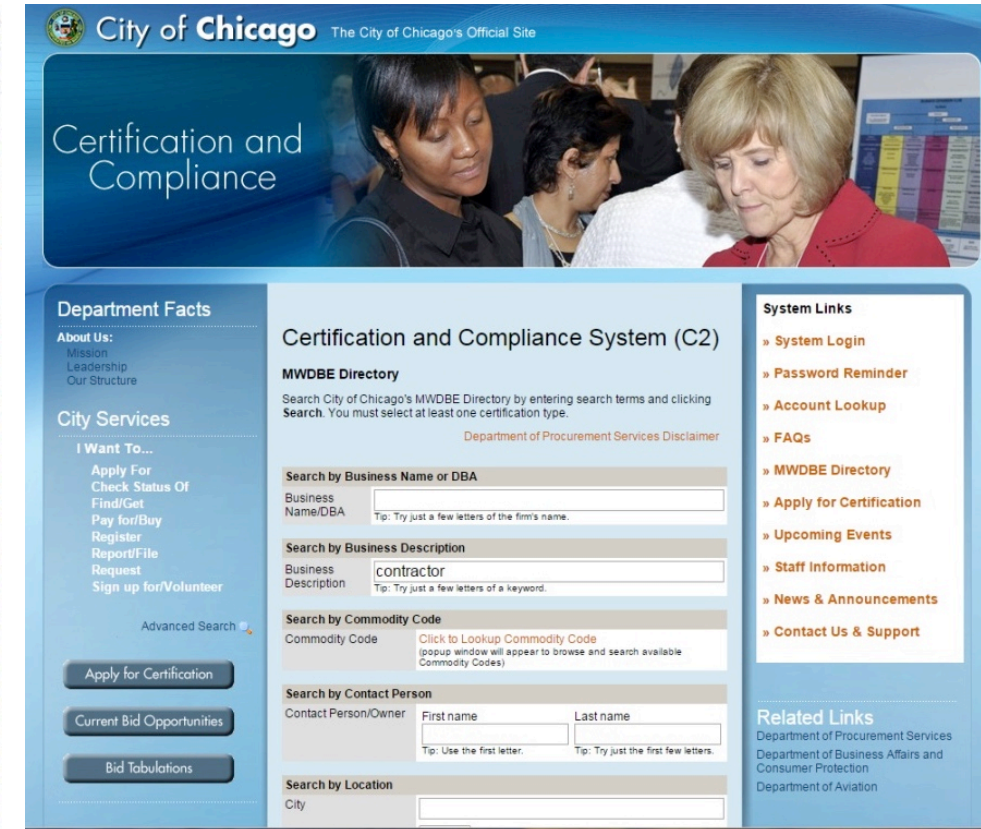 City of Chicago The City of Chicago's Official Site
Certification and
Compliance
Department Facts
About Us:
Mission
Leadership
Our Structure
City Services
I Want To...
Apply For
Check Status Of
Find/Get
Pay for/Buy
Register
Report/File
Request
Sign up for/Volunteer
Advanced Search
Apply for Certification
Current Bid Opportunities
Bid Tabulations
Certification and Compliance System (C2)
MWDBE Directory
Search City of Chicago's MWDBE Directory by entering search terms and clicking
Search. You must select at least one certification type.
Department of Procurement Services Disclaimer
Search by Business Name or DBA
Business
Name/DBA
Tip: Try just a few letters of the firm's name.
Search by Business Description
Business
Description
contractor
Tip: Try just a few letters of a keyword.
Search by Commodity Code
Commodity Code
Click to Lookup Commodity Code
(popup window will appear to browse and search available
Commodity Codes)
Search by Contact Person
Contact Person/Owner
First name
Last name
Tip: Use the first letter.
Tip: Try just the first few letters.
Search by Location
City
System Links
» System Login
» Password Reminder
» Account Lookup
» FAQs
» MWDBE Directory
» Apply for Certification
» Upcoming Events
» Staff Information
» News & Announcements
» Contact Us & Support
Related Links
Department of Procurement Services
Department of Business Affairs and
Consumer Protection
Department of Aviation